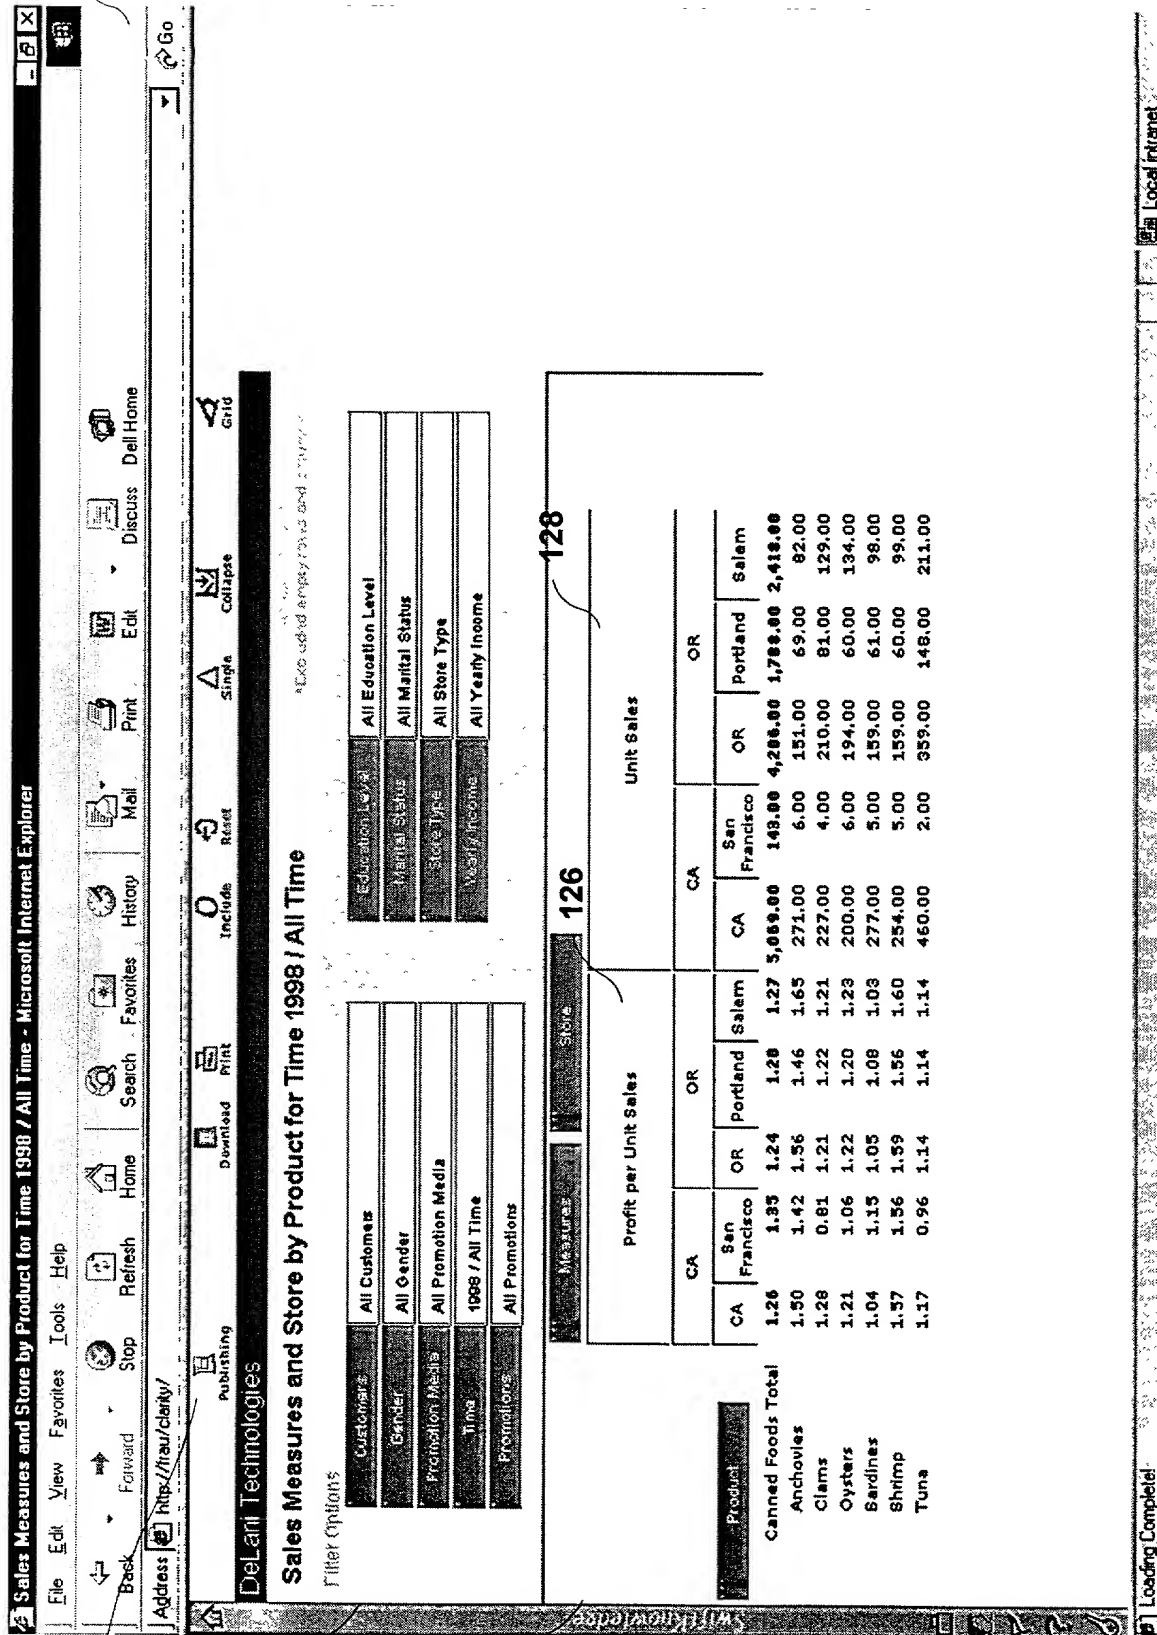 Sales Measures and Store by Product for Time 1998 / All Time - Microsoft Internet Explorer
File Edit View Favorites Tools Help
Back Forward Stop Refresh Home Search Favorites History Mail Print Edit Discuss Dell Home
Address http://frau/clarity/ Go
Publishing Download Print Include Reset Single Collapse Grid
DeLani Technologies
Sales Measures and Store by Product for Time 1998 / All Time
Filter Options
Customers All Customers Education Level All Education Level
Gender All Gender Marital Status All Marital Status
Promotion Media All Promotion Media Store Type All Store Type
Time 1998 / All Time Yearly Income All Yearly Income
Promotions All Promotions
126 128
Measures Store
Profit per Unit Sales Unit Sales
CA OR CA OR
Product CA San Francisco OR Portland Salem CA San Francisco OR Portland Salem
Canned Foods Total 1.26 1.35 1.24 1.28 1.27 5,069.00 143.00 4,206.00 1,788.00 2,418.00
Anchovies 1.50 1.42 1.56 1.46 1.65 271.00 6.00 151.00 69.00 82.00
Clams 1.28 0.81 1.21 1.22 1.21 227.00 4.00 210.00 81.00 129.00
Oysters 1.21 1.06 1.22 1.20 1.23 200.00 6.00 194.00 60.00 134.00
Sardines 1.04 1.15 1.05 1.08 1.03 277.00 5.00 159.00 61.00 98.00
Shrimp 1.57 1.56 1.59 1.56 1.60 254.00 5.00 159.00 60.00 99.00
Tuna 1.17 0.96 1.14 1.14 1.14 460.00 2.00 359.00 148.00 211.00
SwiftKnowledge
Loading Complete! Local intranet